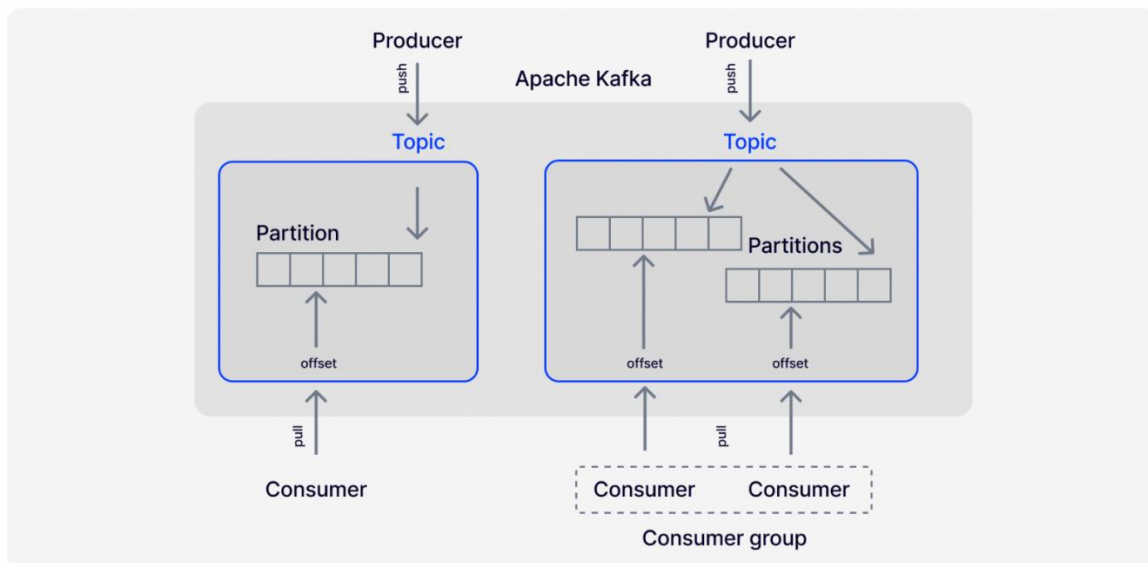 Producer
Producer
push
push
Apache Kafka
Topic
Topic
Partition
Partitions
offset
offset
offset
pull
pull
Consumer
Consumer
Consumer
Consumer group